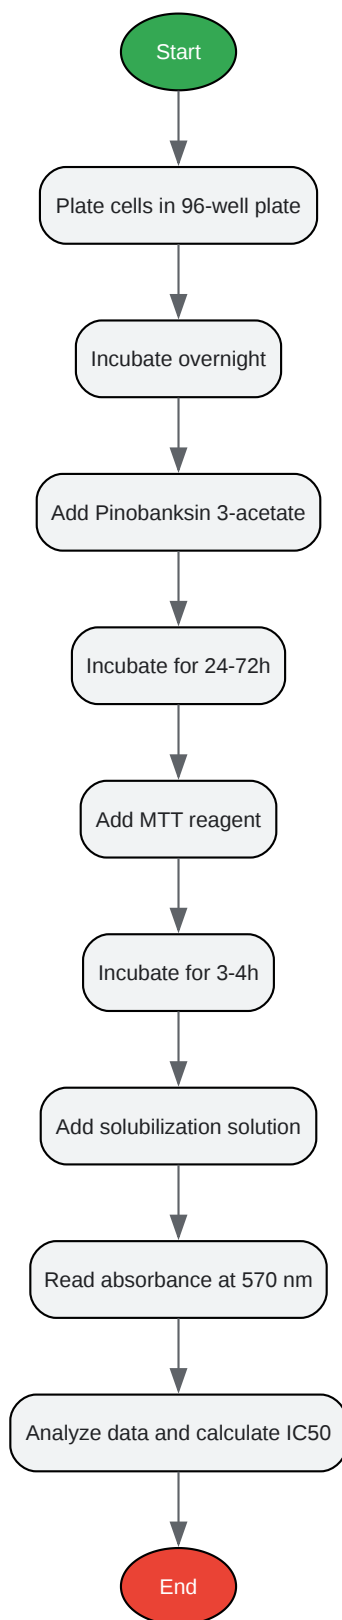 Start
Plate cells in 96-well plate
Incubate overnight
Add Pinobanksin 3-acetate
Incubate for 24-72h
Add MTT reagent
Incubate for 3-4h
Add solubilization solution
Read absorbance at 570 nm
Analyze data and calculate IC50
End